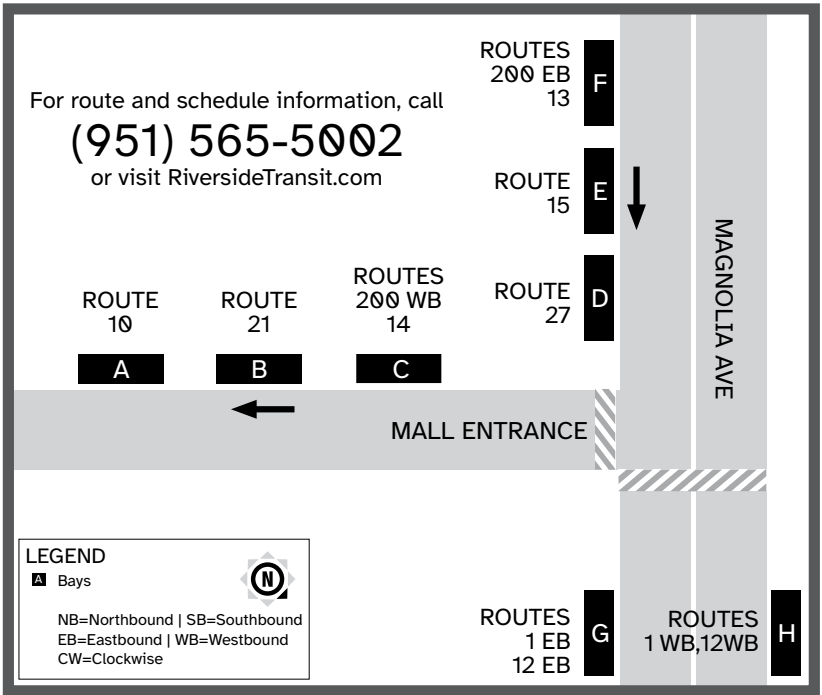 For route and schedule information, call
(951) 565-5002
or visit RiversideTransit.com
ROUTES
200 EB
13
F
ROUTE
15
E
ROUTE
27
D
MAGNOLIA AVE
ROUTE
10
A
ROUTE
21
B
ROUTES
200 WB
14
C
MALL ENTRANCE
LEGEND
A Bays
N
NB=Northbound | SB=Southbound
EB=Eastbound | WB=Westbound
CW=Clockwise
ROUTES
1 EB
12 EB
G
ROUTES
1 WB,12WB
H